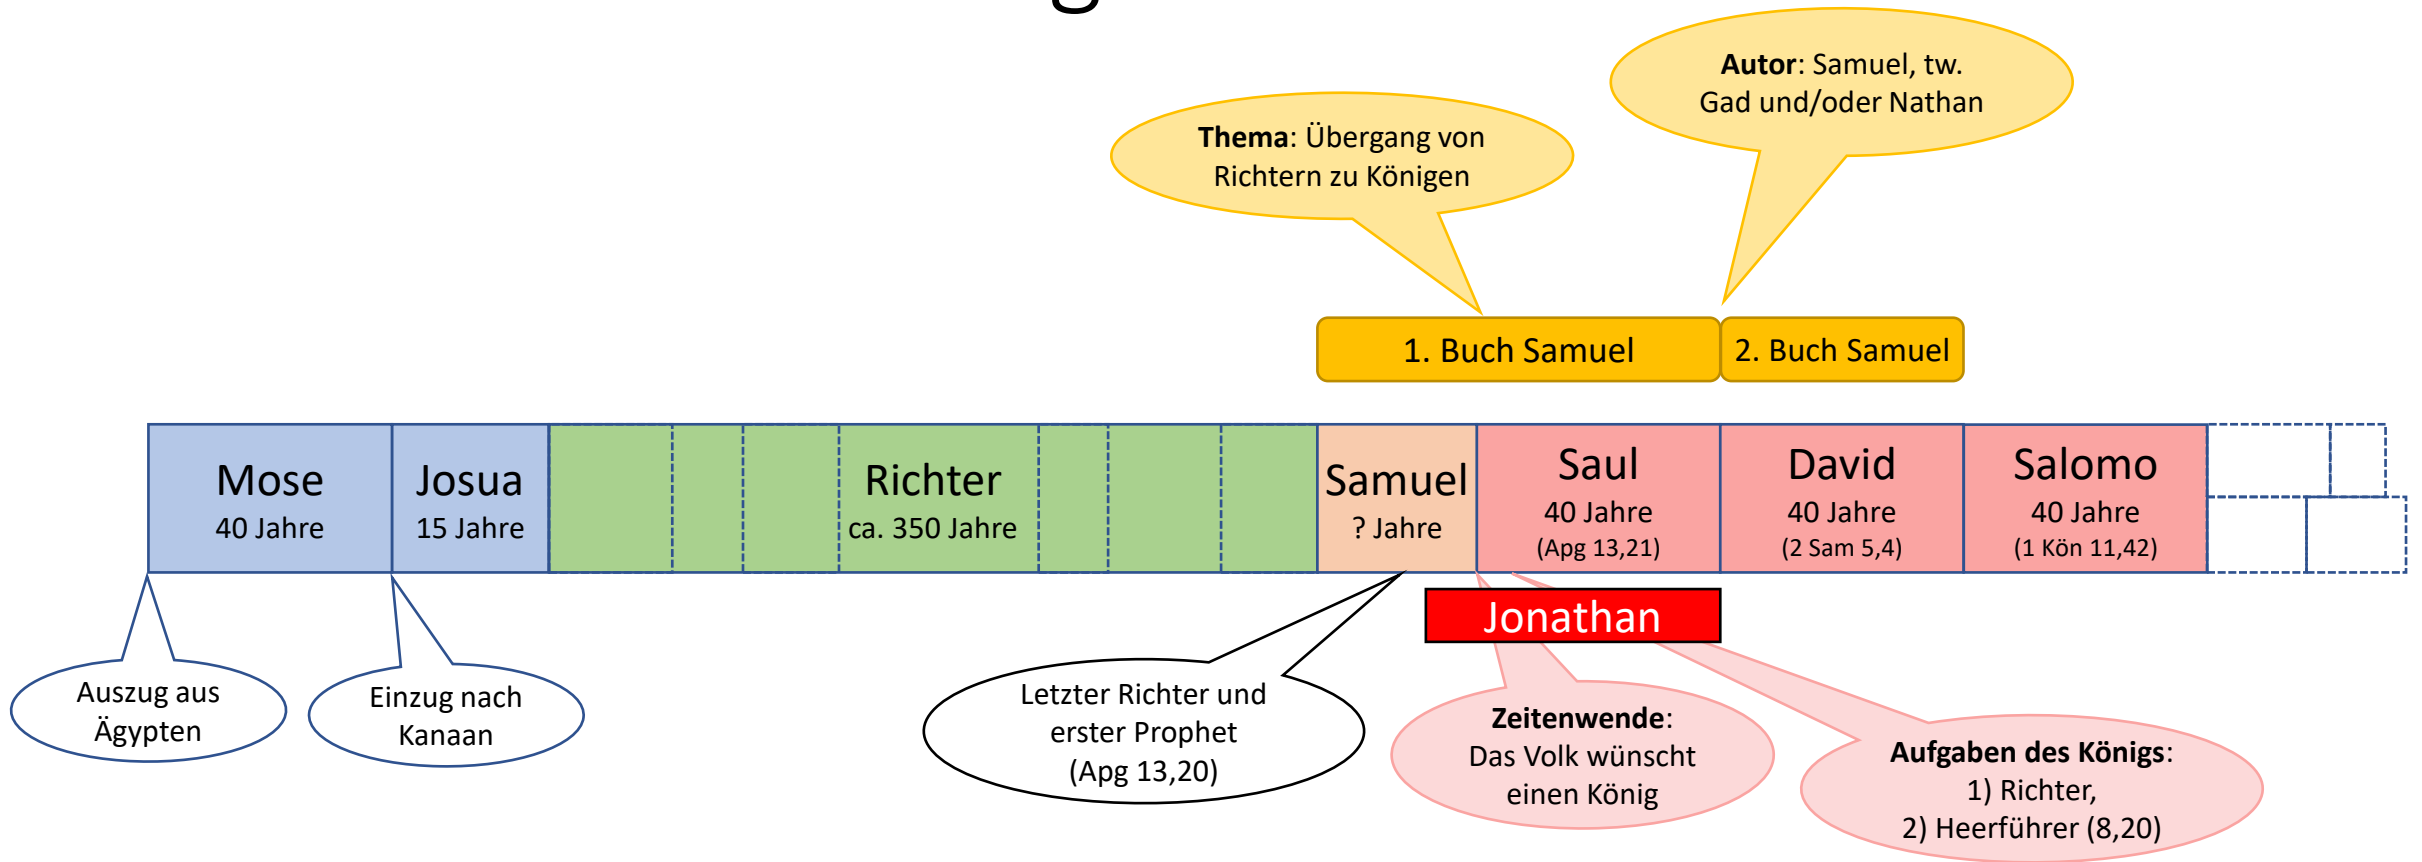 Autor: Samuel, tw.
Gad und/oder Nathan
Thema: Übergang von
Richtern zu Königen
1. Buch Samuel
2. Buch Samuel
Mose
40 Jahre
Josua
15 Jahre
Richter
ca. 350 Jahre
Samuel
? Jahre
Saul
40 Jahre
(Apg 13,21)
David
40 Jahre
(2 Sam 5,4)
Salomo
40 Jahre
(1 Kön 11,42)
Jonathan
Auszug aus
Ägypten
Einzug nach
Kanaan
Letzter Richter und
erster Prophet
(Apg 13,20)
Zeitenwende:
Das Volk wünscht
einen König
Aufgaben des Königs:
1) Richter,
2) Heerführer (8,20)